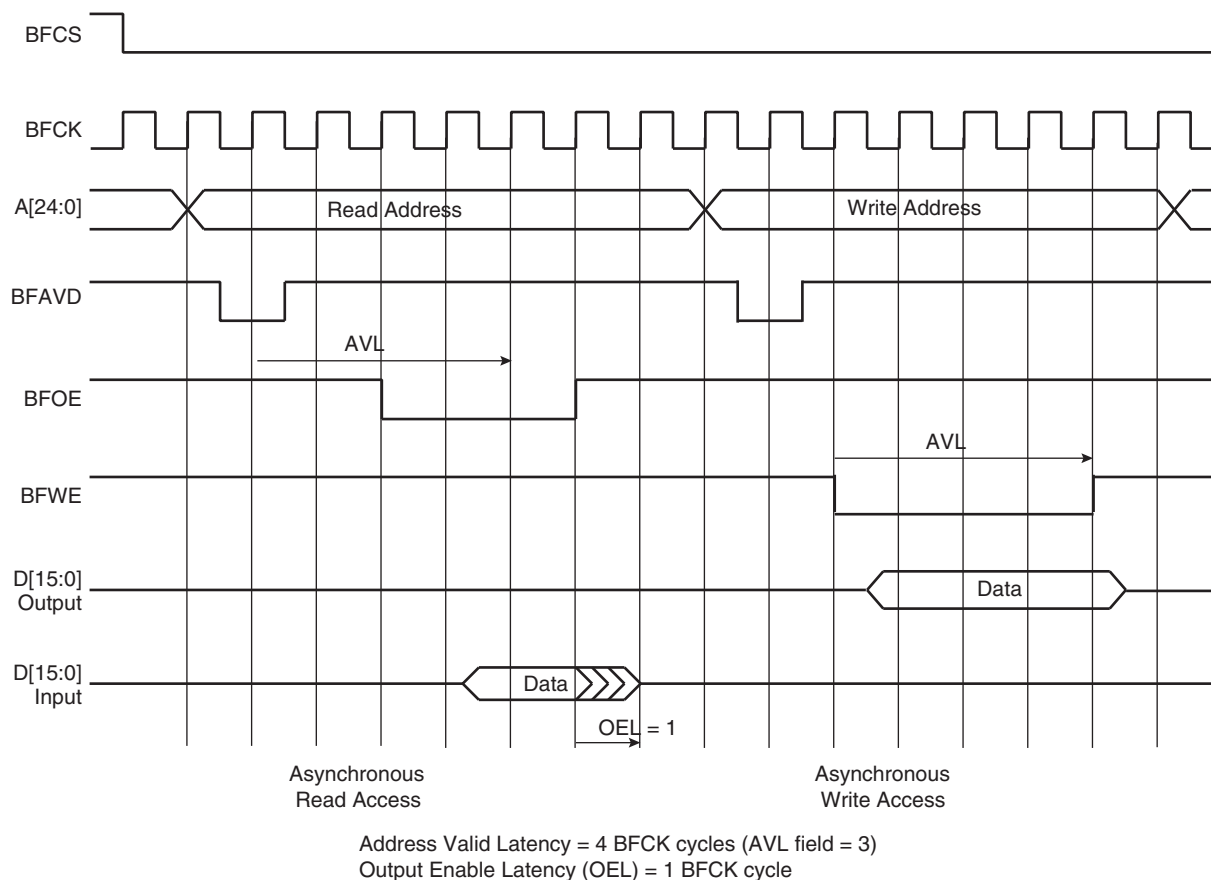 BFCS
BFCK
A[24:0]
Read Address
Write Address
BFAVD
AVL
BFOE
AVL
BFWE
D[15:0]
Output
Data
D[15:0]
Input
Data
OEL = 1
Asynchronous
Read Access
Asynchronous
Write Access
Address Valid Latency = 4 BFCK cycles (AVL field = 3)
Output Enable Latency (OEL) = 1 BFCK cycle